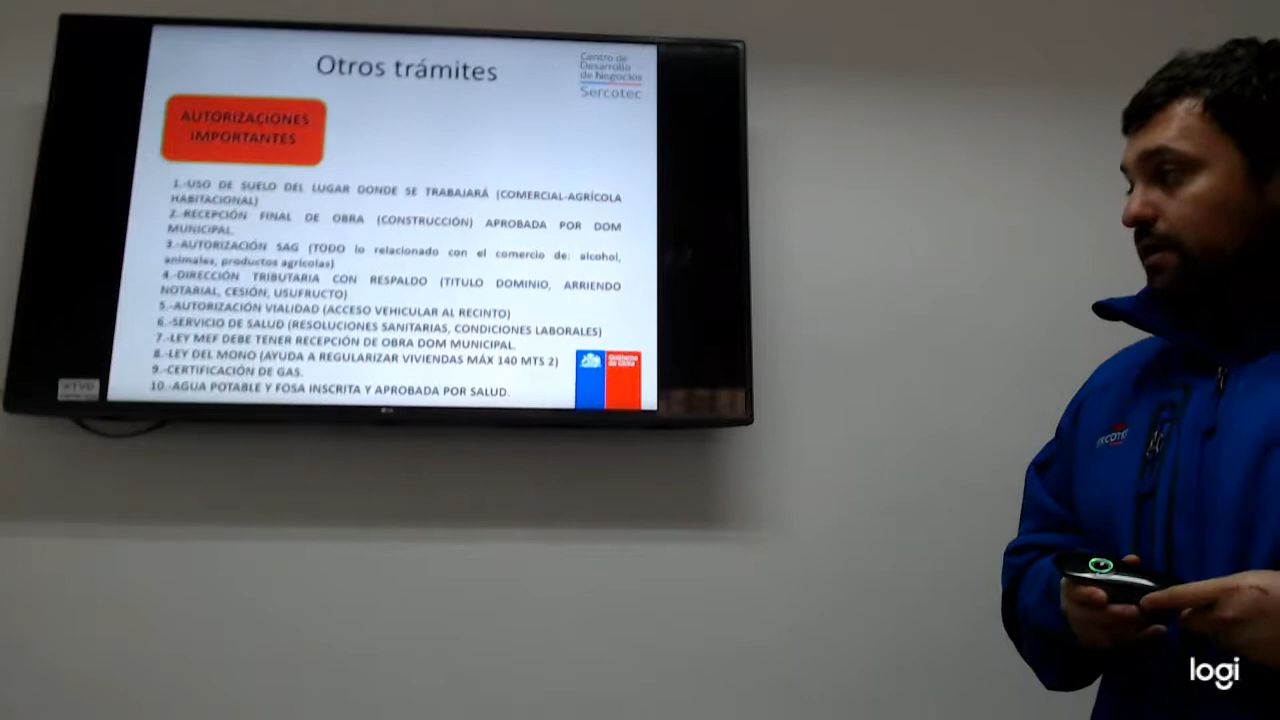 Otros trámites
Centro de
Desarrollo
de Negocios
Sercotec
AUTORIZACIONES
IMPORTANTES
1.-USO DE SUELO DEL LUGAR DONDE SE TRABAJARÁ (COMERCIAL-AGRÍCOLA
HABITACIONAL)
2.-RECEPCIÓN FINAL DE OBRA (CONSTRUCCIÓN) APROBADA POR DOM
MUNICIPAL.
3.-AUTORIZACIÓN SAG (TODO lo relacionado con el comercio de: alcohol,
animales, productos agrícolas)
4.-DIRECCIÓN TRIBUTARIA CON RESPALDO (TITULO DOMINIO, ARRIENDO
NOTARIAL, CESIÓN, USUFRUCTO)
5.-AUTORIZACIÓN VIALIDAD (ACCESO VEHICULAR AL RECINTO)
6.-SERVICIO DE SALUD (RESOLUCIONES SANITARIAS, CONDICIONES LABORALES)
7.-LEY MEF DEBE TENER RECEPCIÓN DE OBRA DOM MUNICIPAL.
8.-LEY DEL MONO (AYUDA A REGULARIZAR VIVIENDAS MÁX 140 MTS 2)
9.-CERTIFICACIÓN DE GAS.
10.-AGUA POTABLE Y FOSA INSCRITA Y APROBADA POR SALUD.
Gobierno
de Chile
LG
logi